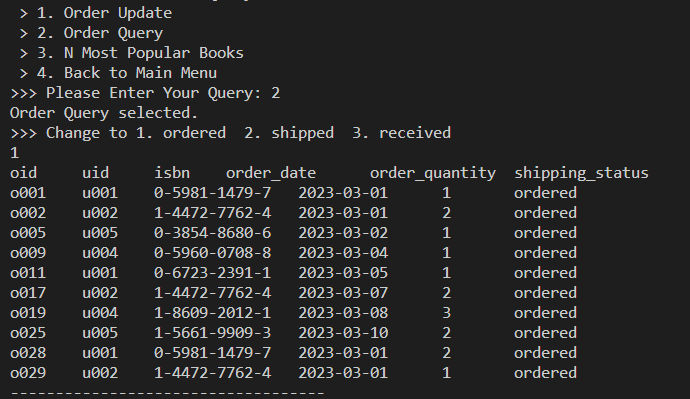 > 1. Order Update
> 2. Order Query
> 3. N Most Popular Books
> 4. Back to Main Menu
>>> Please Enter Your Query: 2
Order Query selected.
>>> Change to 1. ordered  2. shipped  3. received
1
oid     uid     isbn    order_date      order_quantity  shipping_status
o001    u001    0-5981-1479-7   2023-03-01      1       ordered
o002    u002    1-4472-7762-4   2023-03-01      2       ordered
o005    u005    0-3854-8680-6   2023-03-02      1       ordered
o009    u004    0-5960-0708-8   2023-03-04      1       ordered
o011    u001    0-6723-2391-1   2023-03-05      1       ordered
o017    u002    1-4472-7762-4   2023-03-07      2       ordered
o019    u004    1-8609-2012-1   2023-03-08      3       ordered
o025    u005    1-5661-9909-3   2023-03-10      2       ordered
o028    u001    0-5981-1479-7   2023-03-01      2       ordered
o029    u002    1-4472-7762-4   2023-03-01      1       ordered
-----------------------------------